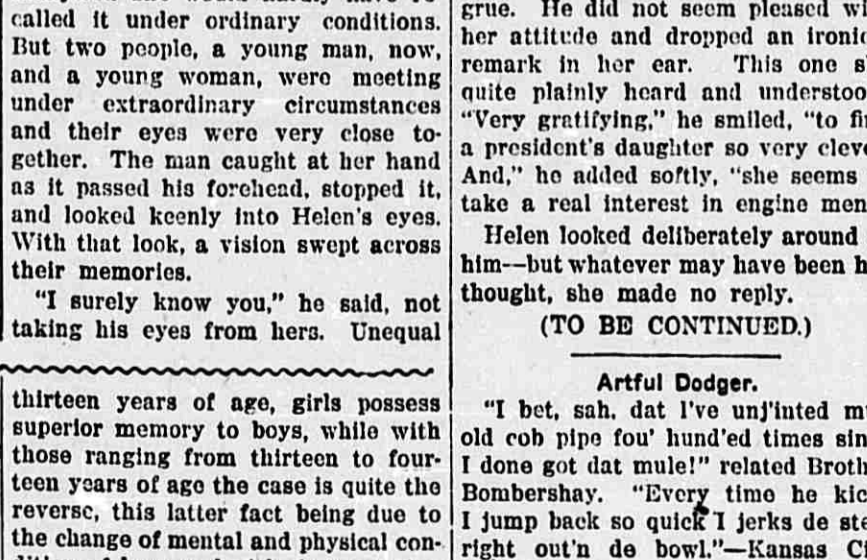 called it under ordinary conditions.
But two people, a young man, now,
and a young woman, were meeting
under extraordinary circumstances
and their eyes were very close to-
gether. The man caught at her hand
as it passed his forehead, stopped it,
and looked keenly into Helen's eyes.
With that look, a vision swept across
their memories.
"I surely know you," he said, not
taking his eyes from hers. Unequal
thirteen years of age, girls possess
superior memory to boys, while with
those ranging from thirteen to four-
teen years of age the case is quite the
reverse, this latter fact being due to
the change of mental and physical con-
grue. He did not seem pleased
her attitude and dropped an
remark in her ear. This one
quite plainly heard and
"Very gratifying," he smiled, "to
a president's daughter so very
And," he added softly, "she seems
take a real interest in engine
Helen looked deliberately around
him—but whatever may have been
thought, she made no reply.
(TO BE CONTINUED.)
Artful Dodger.
"I bet, sah, dat I've unj'inted
old cob pipe fou' hund'ed times
I done got dat mule!" related
Bombershay. "Every time he
I jump back so quick I jerks de
right out'n de bowl."—Kansas